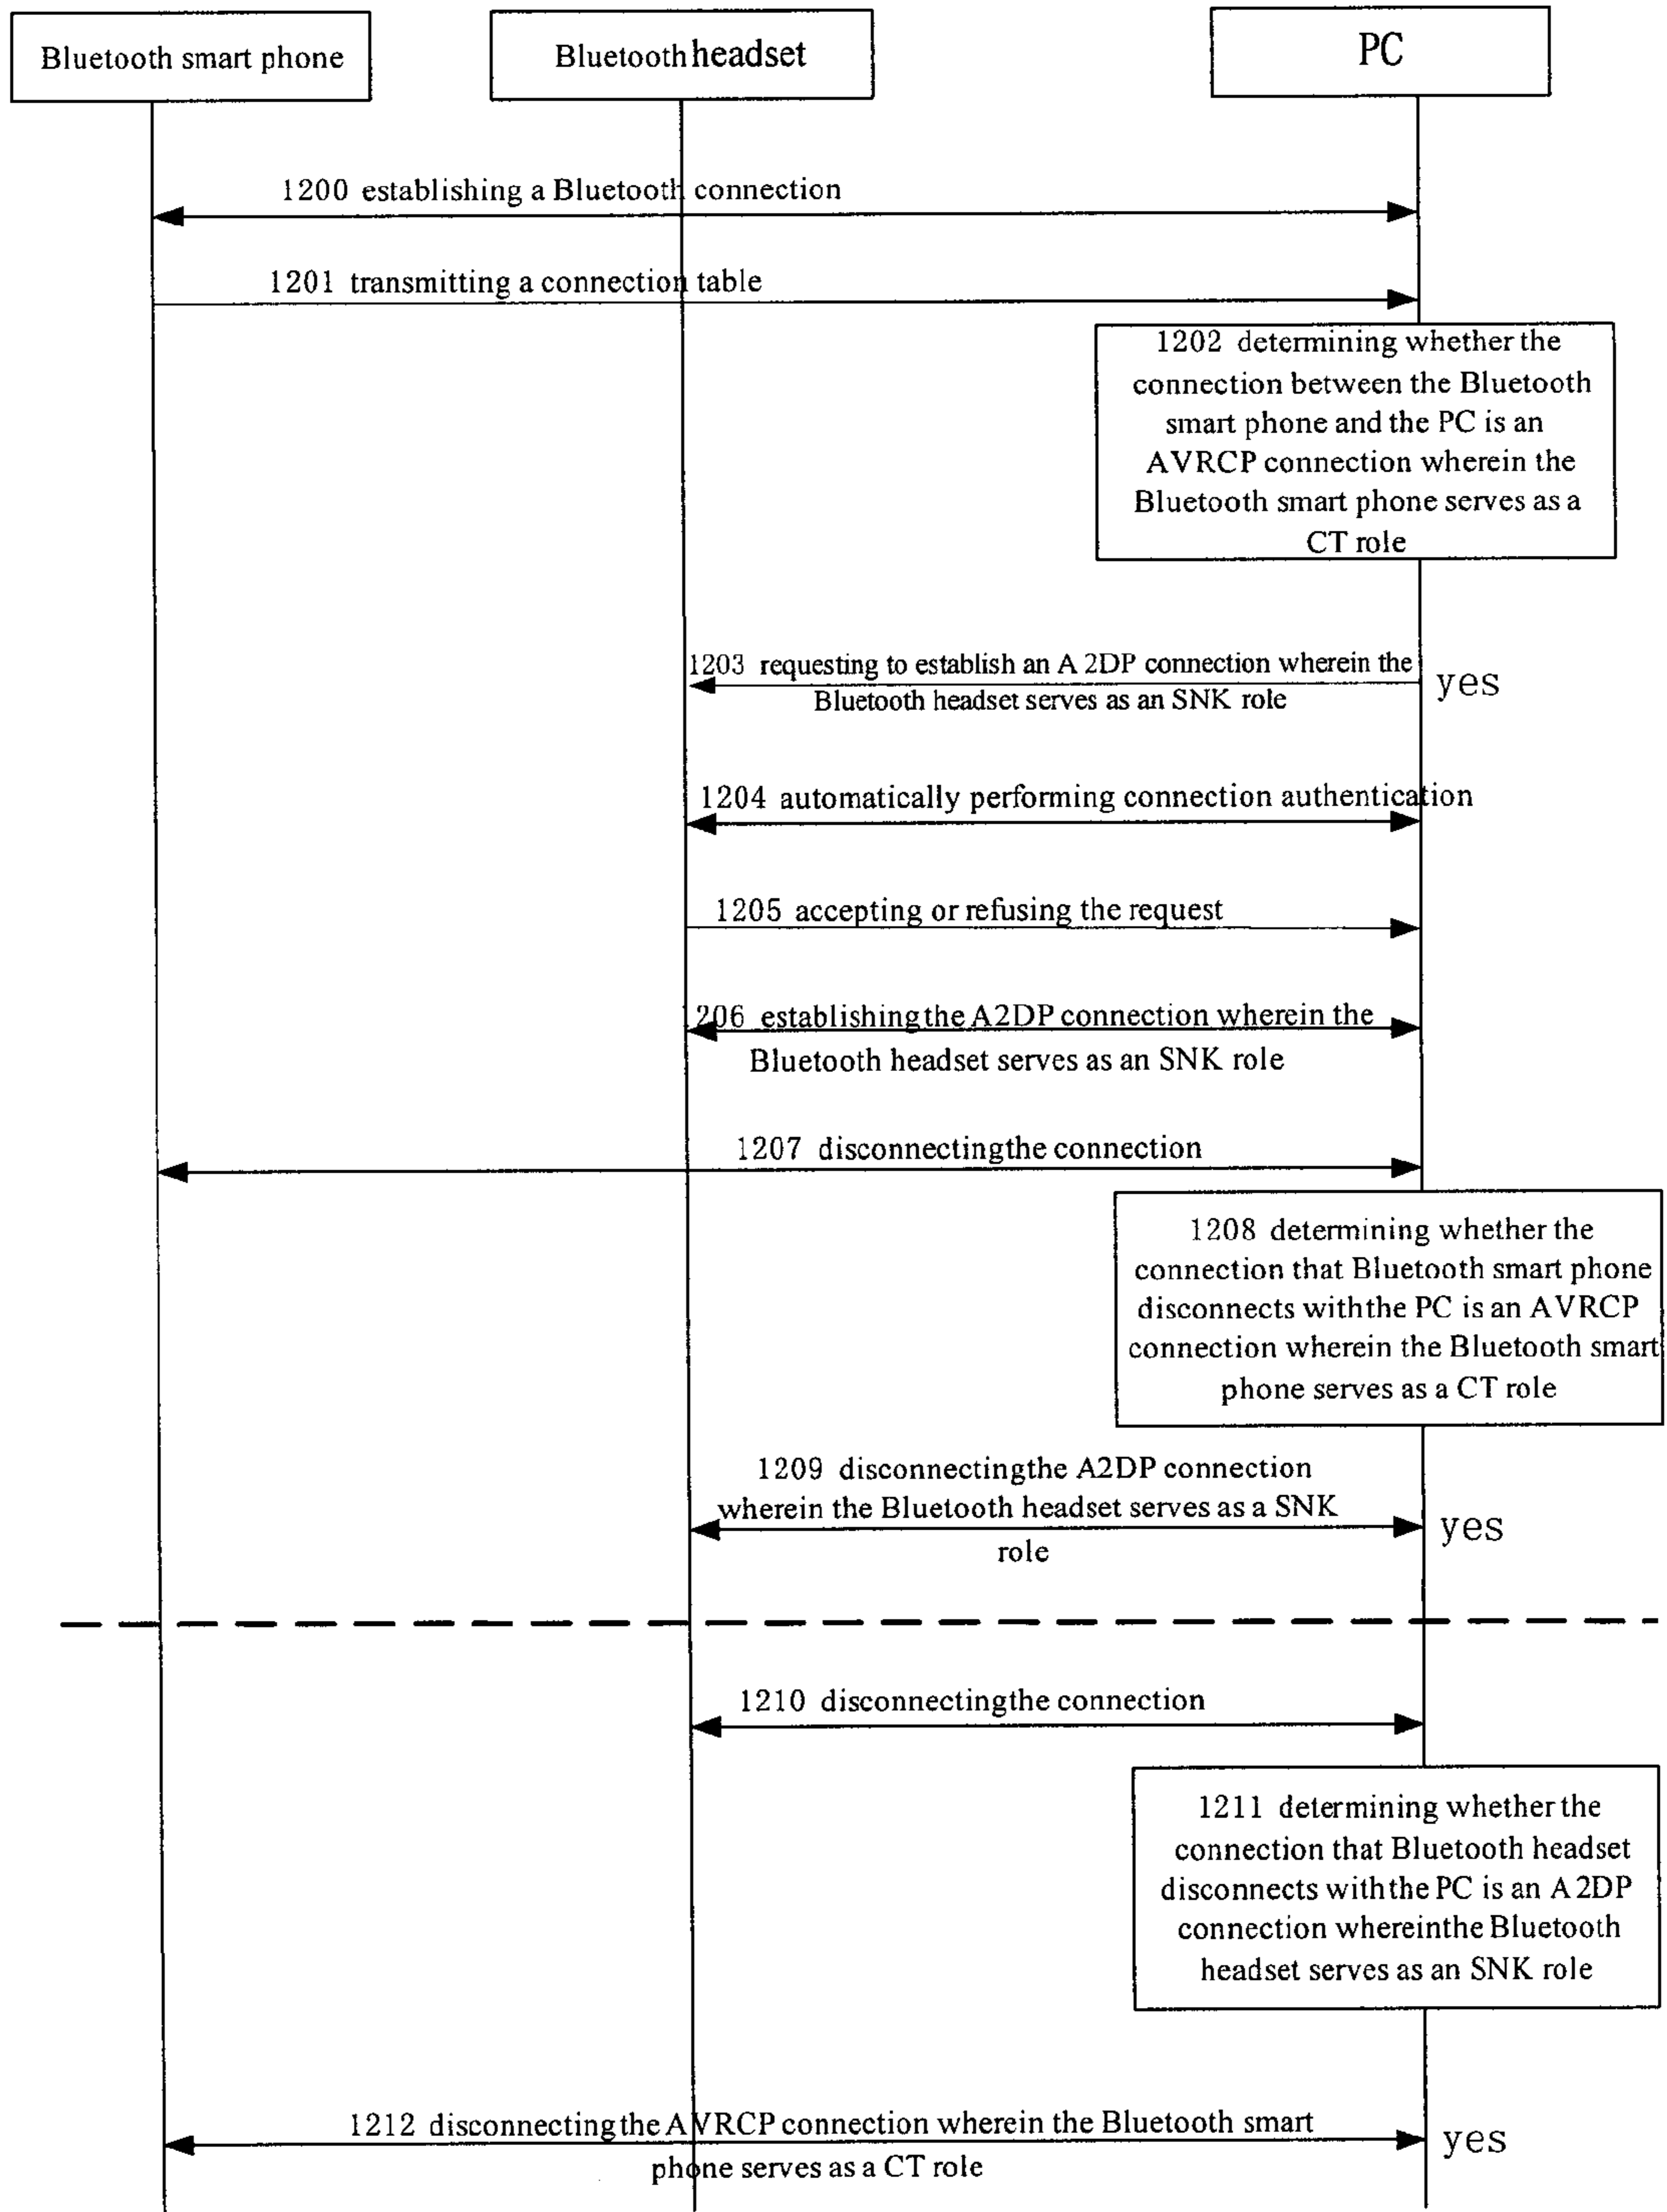 Bluetooth smart phone
Bluetooth headset
PC
1200 establishing a Bluetooth connection
1201 transmitting a connection table
1202 determining whether the
connection between the Bluetooth
smart phone and the PC is an
AVRCP connection wherein the
Bluetooth smart phone serves as a
CT role
1203 requesting to establish an A2DP connection wherein the
Bluetooth headset serves as an SNK role
yes
1204 automatically performing connection authentication
1205 accepting or refusing the request
1206 establishing the A2DP connection wherein the
Bluetooth headset serves as an SNK role
1207 disconnecting the connection
1208 determining whether the
connection that Bluetooth smart phone
disconnects with the PC is an AVRCP
connection wherein the Bluetooth smart
phone serves as a CT role
1209 disconnecting the A2DP connection
wherein the Bluetooth headset serves as a SNK
role
yes
1210 disconnecting the connection
1211 determining whether the
connection that Bluetooth headset
disconnects with the PC is an A2DP
connection wherein the Bluetooth
headset serves as an SNK role
1212 disconnecting the AVRCP connection wherein the Bluetooth smart
phone serves as a CT role
yes